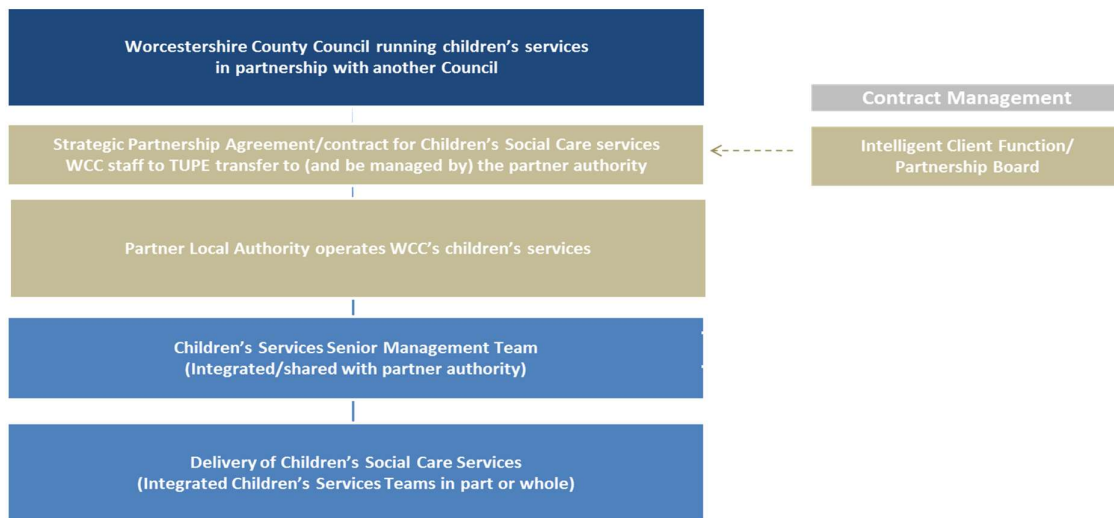 Worcestershire County Council running children’s services
in partnership with another Council
Contract Management
Strategic Partnership Agreement/contract for Children’s Social Care services
WCC staff to TUPE transfer to (and be managed by) the partner authority
Intelligent Client Function/
Partnership Board
Partner Local Authority operates WCC’s children’s services
Children’s Services Senior Management Team
(Integrated/shared with partner authority)
Delivery of Children’s Social Care Services
(Integrated Children’s Services Teams in part or whole)